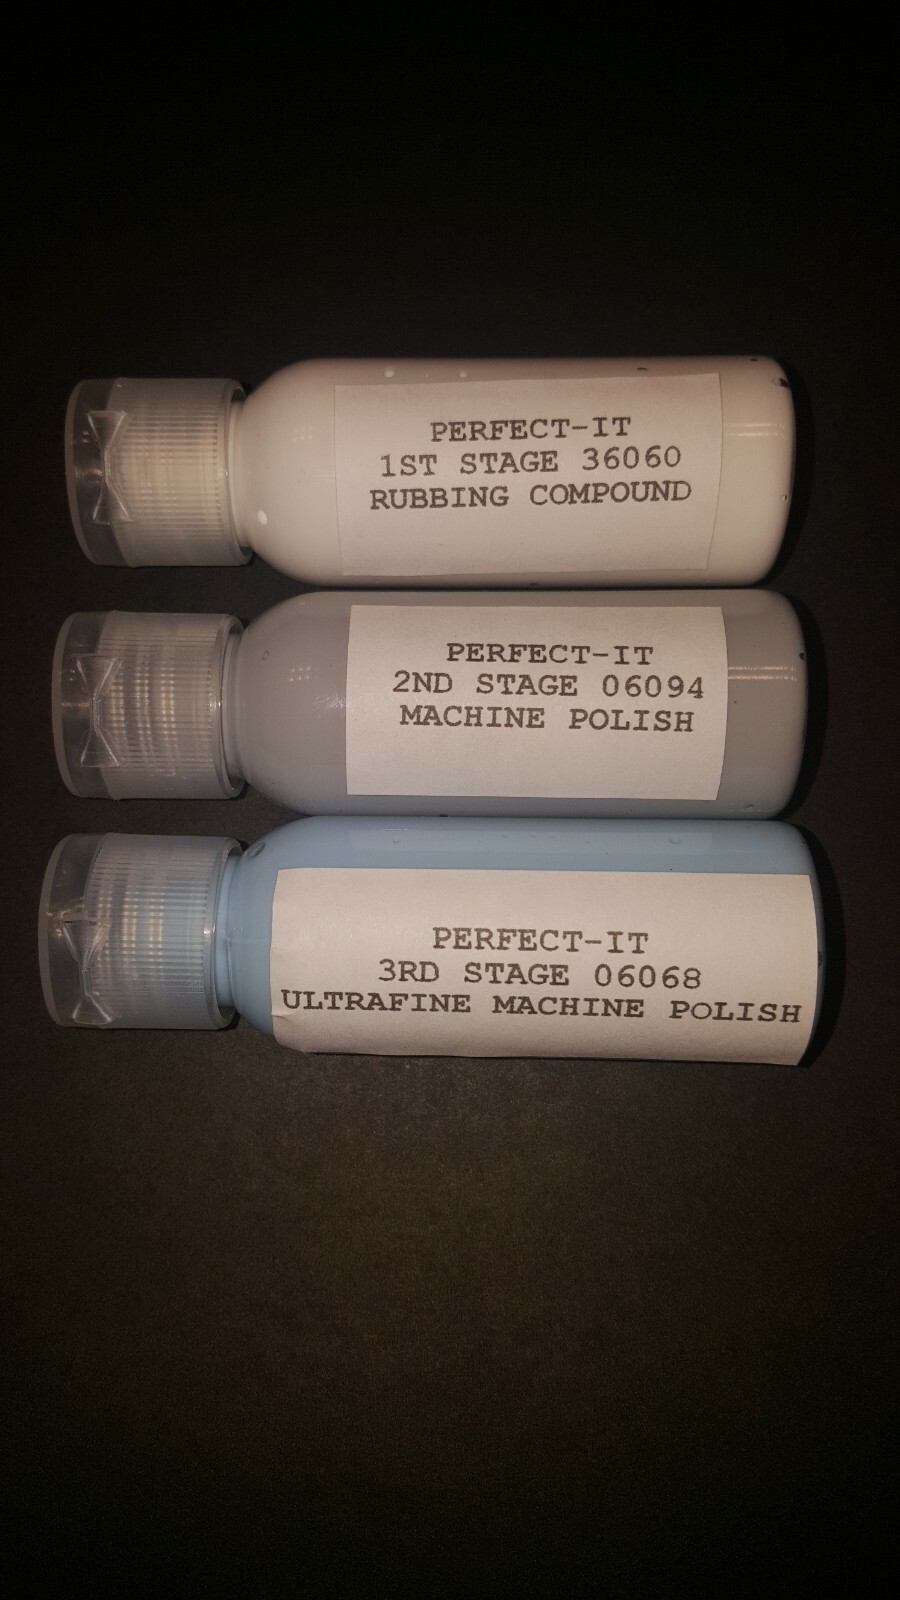 PERFECT-IT
1ST STAGE 36060
RUBBING COMPOUND
PERFECT-IT
2ND STAGE 06094
MACHINE POLISH
PERFECT-IT
3RD STAGE 06068
ULTRAFINE MACHINE POLISH